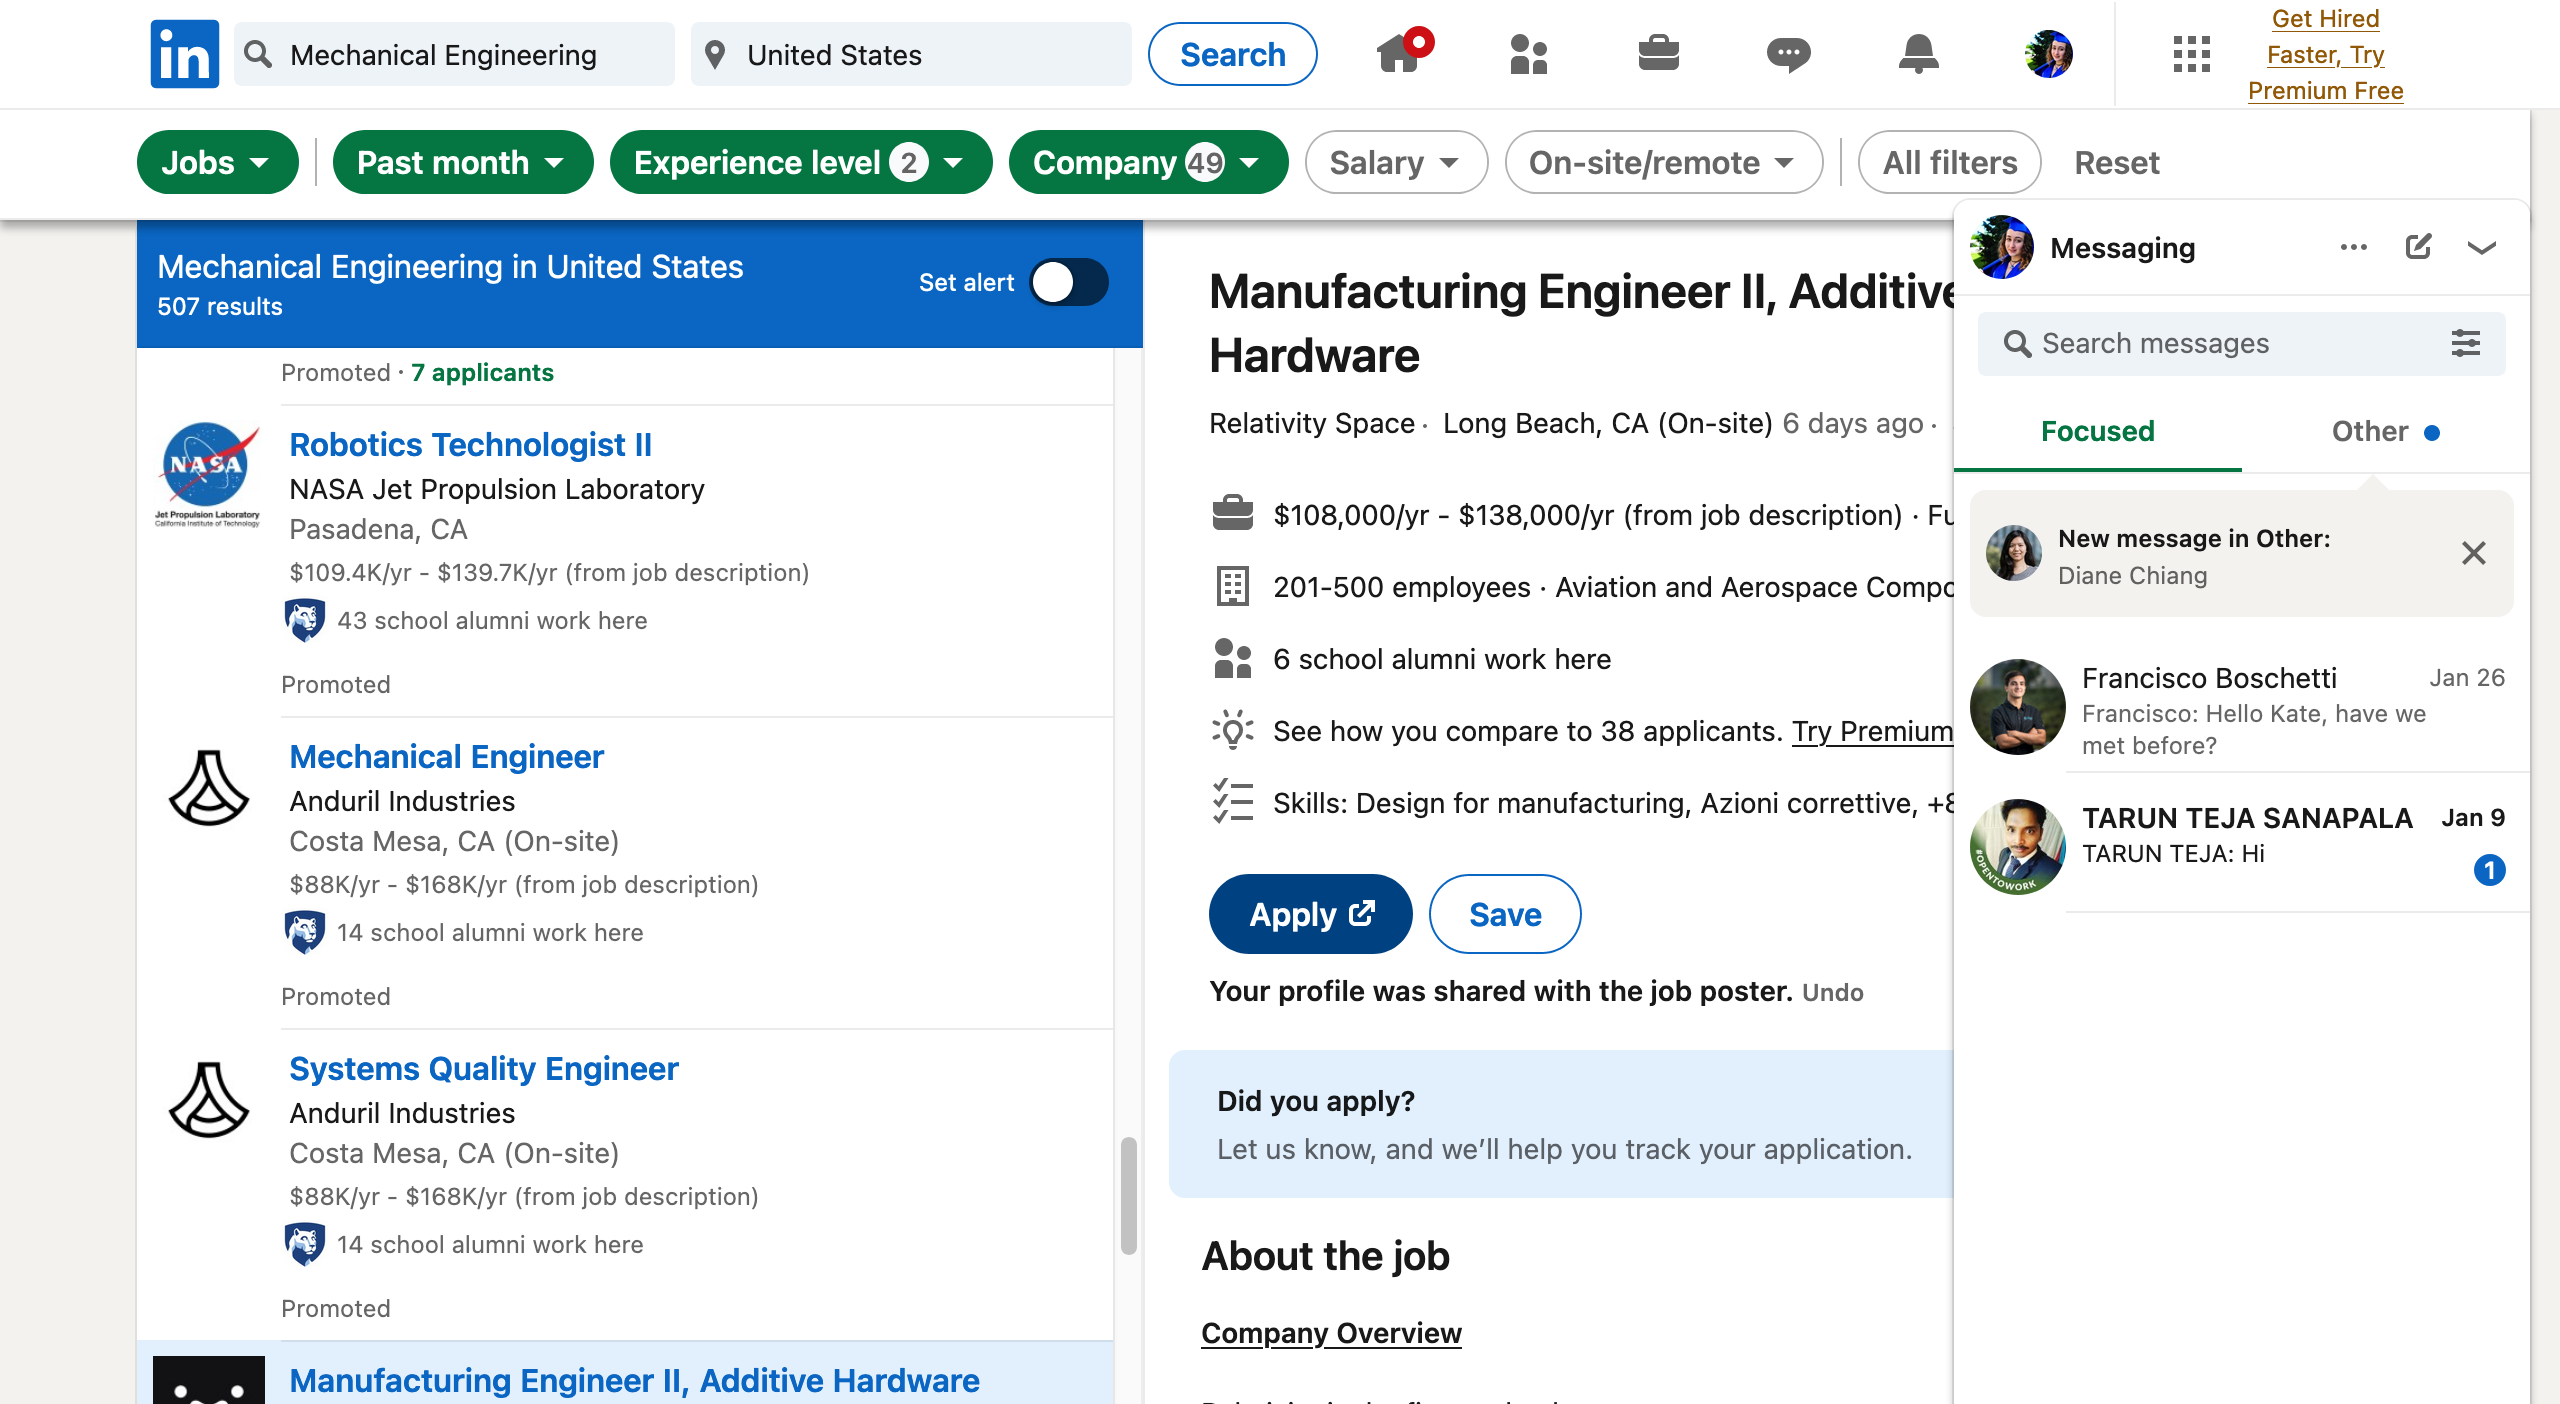 in
Mechanical Engineering
United States
Search
Get Hired
Faster, Try
Premium Free
Jobs
Past month
Experience level 2
Company 49
Salary
On-site/remote
All filters
Reset
Mechanical Engineering in United States
507 results
Set alert
Promoted · 7 applicants
NASA
Jet Propulsion Laboratory
California Institute of Technology
Robotics Technologist II
NASA Jet Propulsion Laboratory
Pasadena, CA
$109.4K/yr - $139.7K/yr (from job description)
43 school alumni work here
Promoted
Mechanical Engineer
Anduril Industries
Costa Mesa, CA (On-site)
$88K/yr - $168K/yr (from job description)
14 school alumni work here
Promoted
Systems Quality Engineer
Anduril Industries
Costa Mesa, CA (On-site)
$88K/yr - $168K/yr (from job description)
14 school alumni work here
Promoted
Manufacturing Engineer II, Additive Hardware
Manufacturing Engineer II, Additive
Hardware
Relativity Space · Long Beach, CA (On-site) 6 days ago ·
$108,000/yr - $138,000/yr (from job description) ·
201-500 employees · Aviation and Aerospace
6 school alumni work here
See how you compare to 38 applicants. Try Premium
Skills: Design for manufacturing, Azioni correttive,
Apply
Save
Your profile was shared with the job poster. Undo
Did you apply?
Let us know, and we’ll help you track your application.
About the job
Company Overview
Messaging
Search messages
Focused
Other
New message in Other:
Diane Chiang
Francisco Boschetti
Jan 26
Francisco: Hello Kate, have we
met before?
#OPENTOWORK
TARUN TEJA SANAPALA
Jan 9
TARUN TEJA: Hi
1